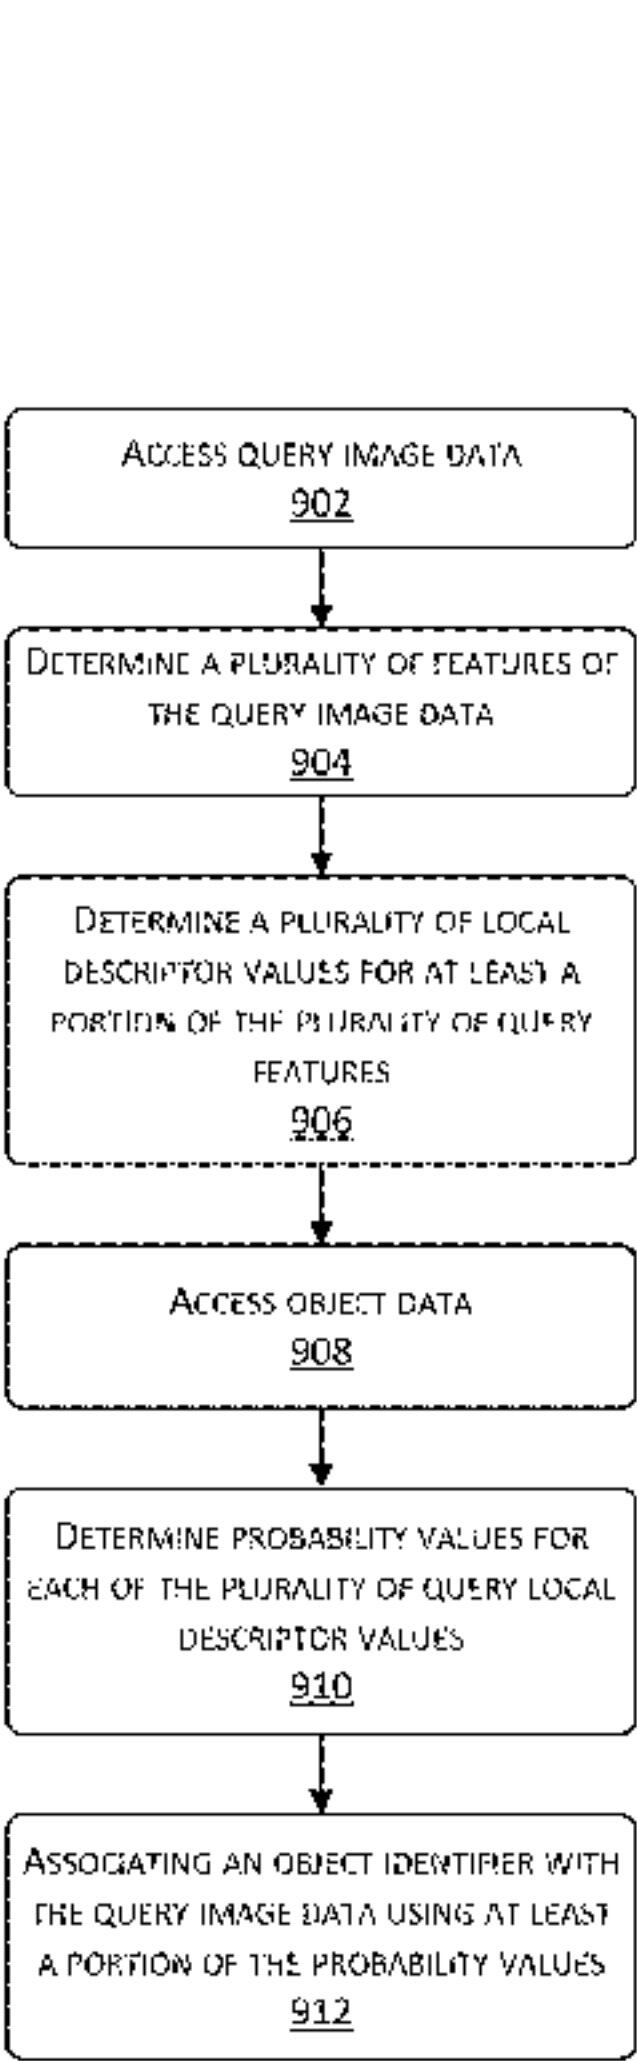 ACCESS QUERY IMAGE DATA
902
DETERMINE A PLURALITY OF FEATURES OF
THE QUERY IMAGE DATA
904
DETERMINE A PLURALITY OF LOCAL
DESCRIPTOR VALUES FOR AT LEAST A
PORTION OF THE PLURALITY OF QUERY
FEATURES
906
ACCESS OBJECT DATA
908
DETERMINE PROBABILITY VALUES FOR
EACH OF THE PLURALITY OF QUERY LOCAL
DESCRIPTOR VALUES
910
ASSOCIATING AN OBJECT IDENTIFIER WITH
THE QUERY IMAGE DATA USING AT LEAST
A PORTION OF THE PROBABILITY VALUES
912